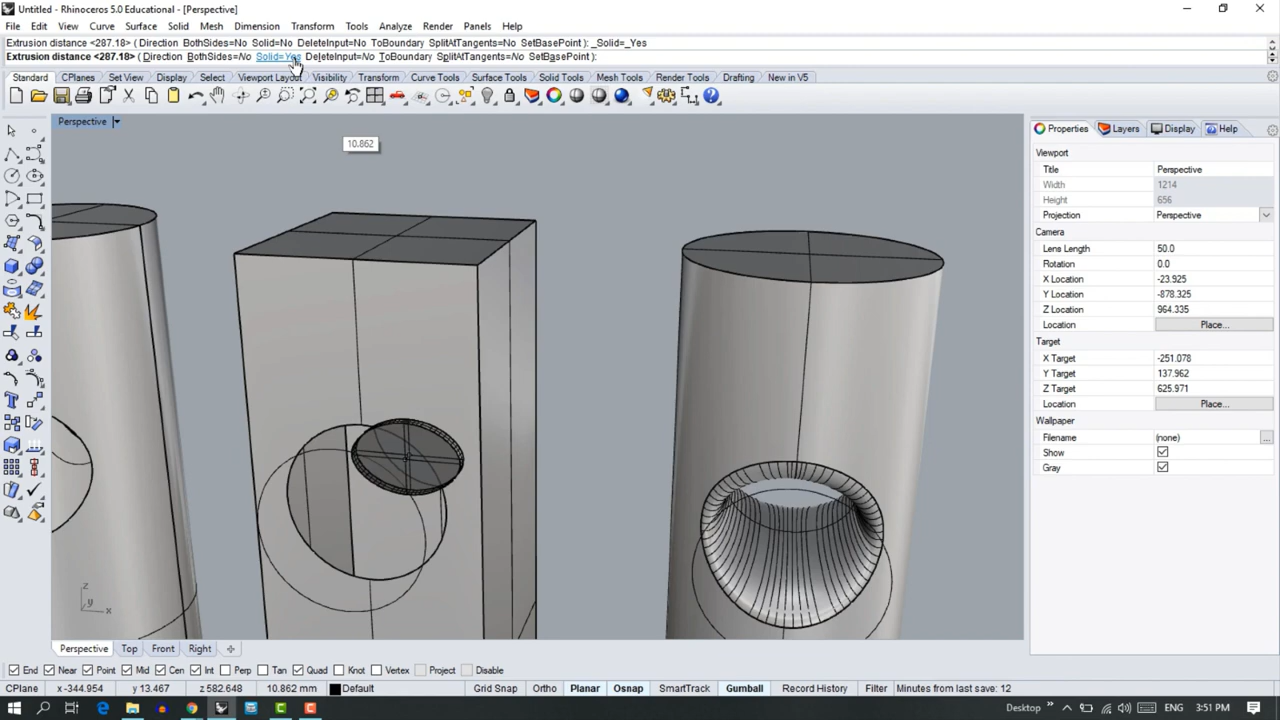 Untitled - Rhinoceros 5.0 Educational - [Perspective]
File Edit View Curve Surface Solid Mesh Dimension Transform Tools Analyze Render Panels Help
Extrusion distance <287.18> ( Direction BothSides=No Solid=No DeleteInput=No ToBoundary SplitAtTangents=No SetBasePoint ): _Solid=_Yes
Extrusion distance <287.18> ( Direction BothSides=No Solid=Yes DeleteInput=No ToBoundary SplitAtTangents=No SetBasePoint ):
Standard CPlanes Set View Display Select Viewport Layout Visibility Transform Curve Tools Surface Tools Solid Tools Mesh Tools Render Tools Drafting New in V5
Perspective
Properties Layers Display Help
10.862
Viewport
Title Perspective
Width 1214
Height 656
Projection Perspective
Camera
Lens Length 50.0
Rotation 0.0
X Location -23.925
Y Location -878.325
Z Location 964.335
Location Place...
Target
X Target -251.078
Y Target 137.962
Z Target 625.971
Location Place...
Wallpaper
Filename (none) ...
Show
Gray
z
y x
Perspective Top Front Right
End Near Point Mid Cen Int Perp Tan Quad Knot Vertex Project Disable
CPlane x -344.954 y 13.467 z 582.648 10.862 mm Default Grid Snap Ortho Planar Osnap SmartTrack Gumball Record History Filter Minutes from last save: 12
Desktop » ENG 3:51 PM